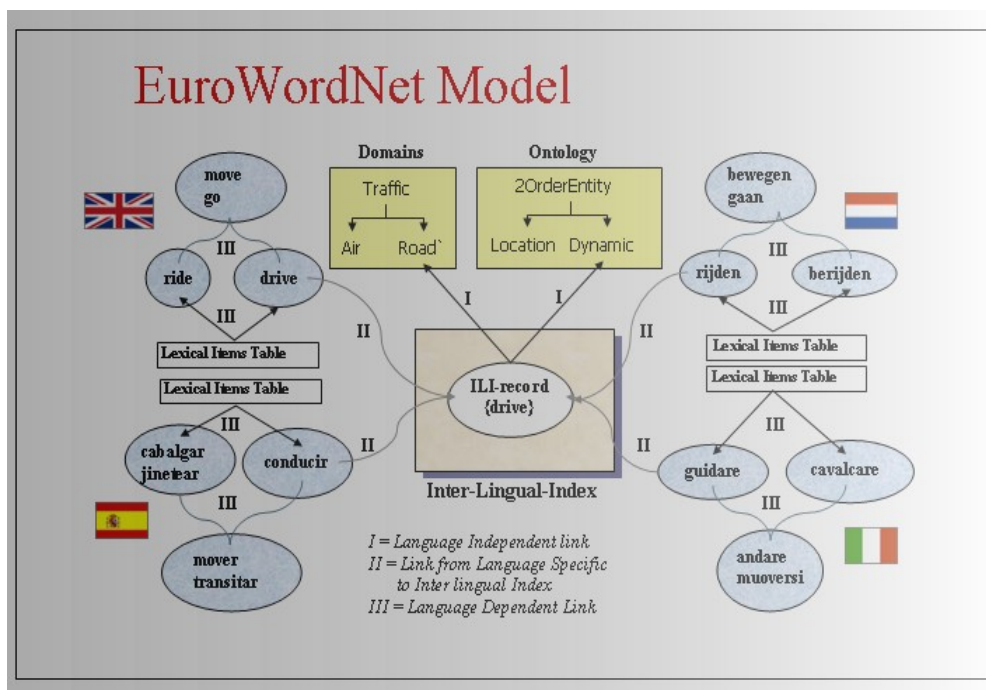 EuroWordNet Model
Domains
Ontology
move
go
III
ride
drive
III
Lexical Items Table
Lexical Items Table
III
cabalgar
jinetear
conducir
III
mover
transitar
Traffic
Air
Road`
2OrderEntity
Location
Dynamic
I
I
II
II
II
II
ILI-record
{drive}
Inter-Lingual-Index
I = Language Independent link
II = Link from Language Specific
to Inter lingual Index
III = Language Dependent Link
bewegen
gaan
III
rijden
berijden
III
Lexical Items Table
Lexical Items Table
III
guidare
cavalcare
III
andare
muoversi